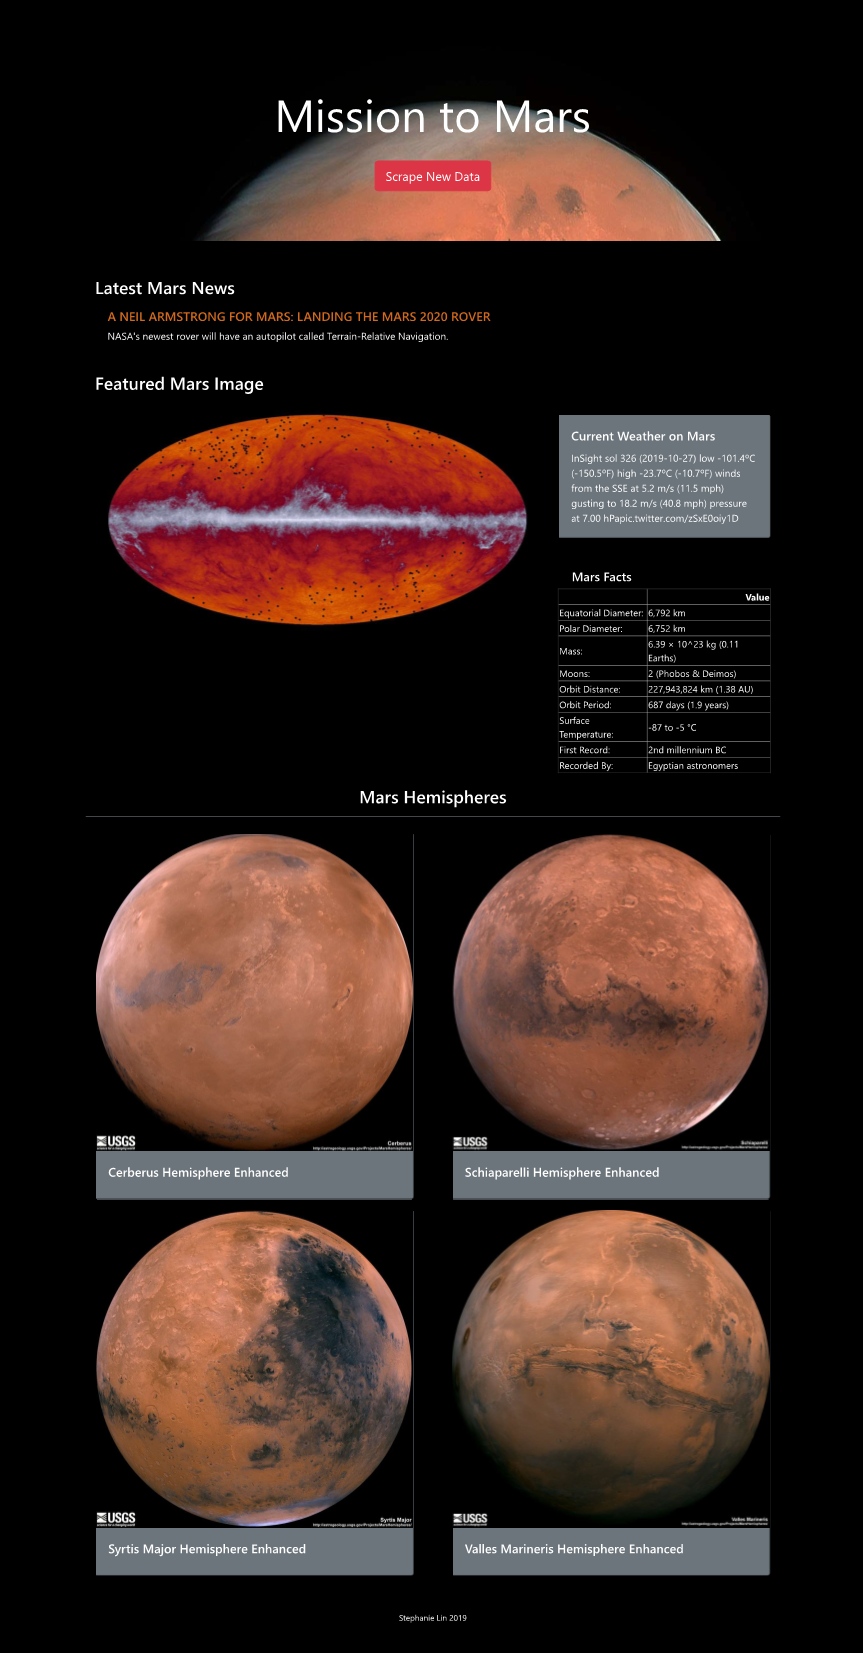 Mission to Mars
Scrape New Data
Latest Mars News
A NEIL ARMSTRONG FOR MARS: LANDING THE MARS 2020 ROVER
NASA's newest rover will have an autopilot called Terrain-Relative Navigation.
Featured Mars Image
Current Weather on Mars
InSight sol 326 (2019-10-27) low -101.4ºC
(-150.5ºF) high -23.7ºC (-10.7ºF) winds
from the SSE at 5.2 m/s (11.5 mph)
gusting to 18.2 m/s (40.8 mph) pressure
at 7.00 hPapic.twitter.com/zSxE0oiy1D
Mars Facts
Value
Equatorial Diameter: 6,792 km
Polar Diameter: 6,752 km
Mass: 6.39 × 10^23 kg (0.11
Earths)
Moons: 2 (Phobos & Deimos)
Orbit Distance: 227,943,824 km (1.38 AU)
Orbit Period: 687 days (1.9 years)
Surface
Temperature: -87 to -5 °C
First Record: 2nd millennium BC
Recorded By: Egyptian astronomers
Mars Hemispheres
USGS
Cerberus
USGS
Schiaparelli
Cerberus Hemisphere Enhanced
Schiaparelli Hemisphere Enhanced
USGS
Syrtis Major
USGS
Valles Marineris
Syrtis Major Hemisphere Enhanced
Valles Marineris Hemisphere Enhanced
Stephanie Lin 2019